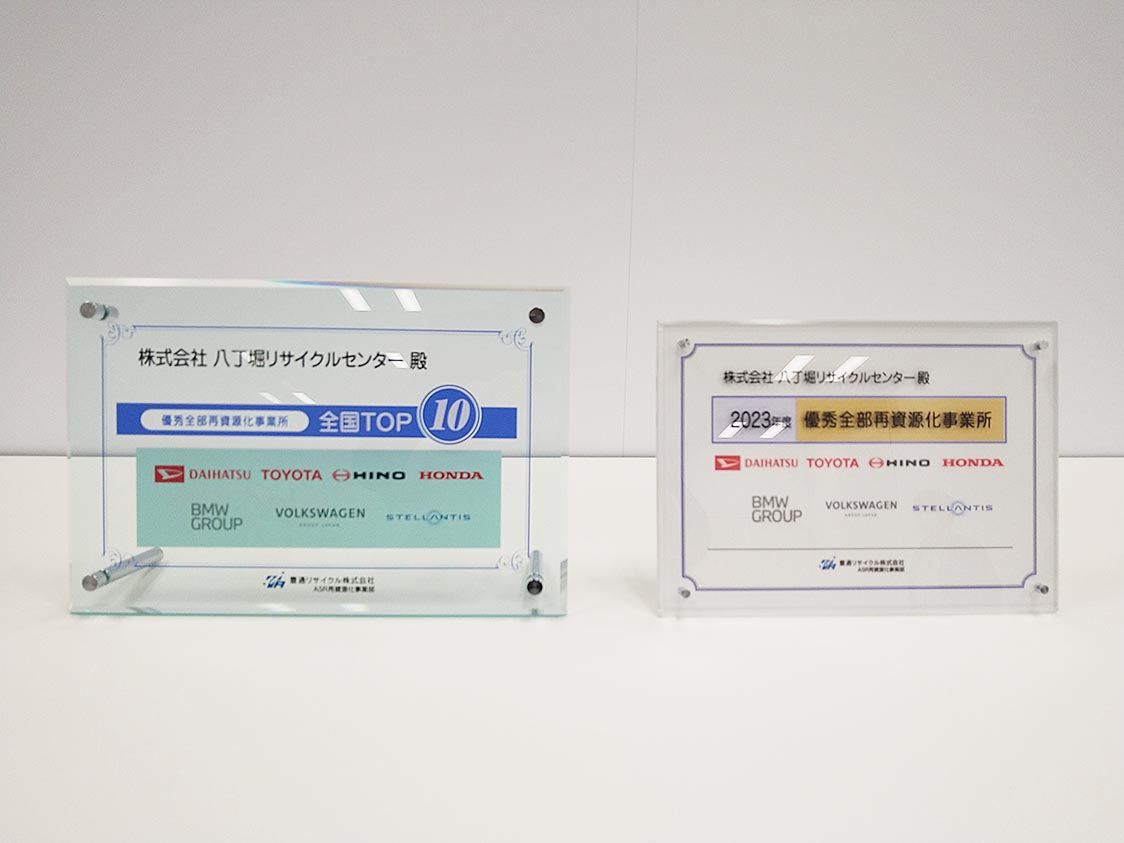 株式会社 八丁堀リサイクルセンター 殿
優秀全部再資源化事業所 全国TOP 10
DAIHATSU TOYOTA HINO HONDA
BMW GROUP VOLKSWAGEN GROUP JAPAN STELLANTIS
豊通リサイクル株式会社
ASR再資源化事業部
株式会社 八丁堀リサイクルセンター 殿
2023年度 優秀全部再資源化事業所
DAIHATSU TOYOTA HINO HONDA
BMW GROUP VOLKSWAGEN GROUP JAPAN STELLANTIS
豊通リサイクル株式会社
ASR再資源化事業部